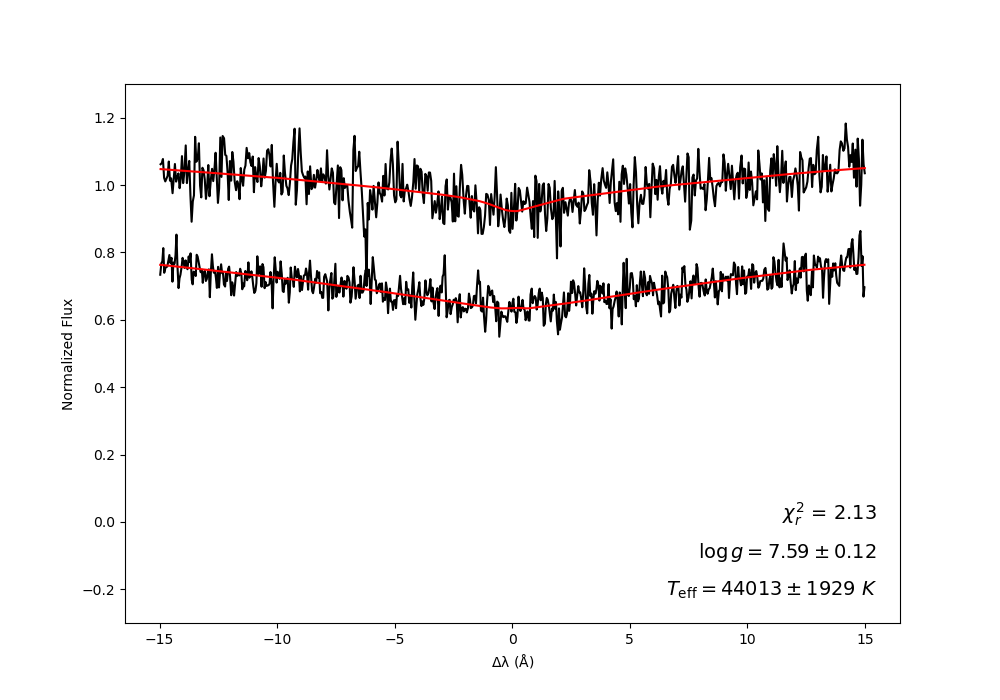 1.2
1.0
0.8
0.6
0.4
0.2
0.0
−0.2
Normalized Flux
χ²ᵣ = 2.13
log g = 7.59 ± 0.12
T_eff = 44013 ± 1929 K
−15 −10 −5 0 5 10 15
Δλ (Å)